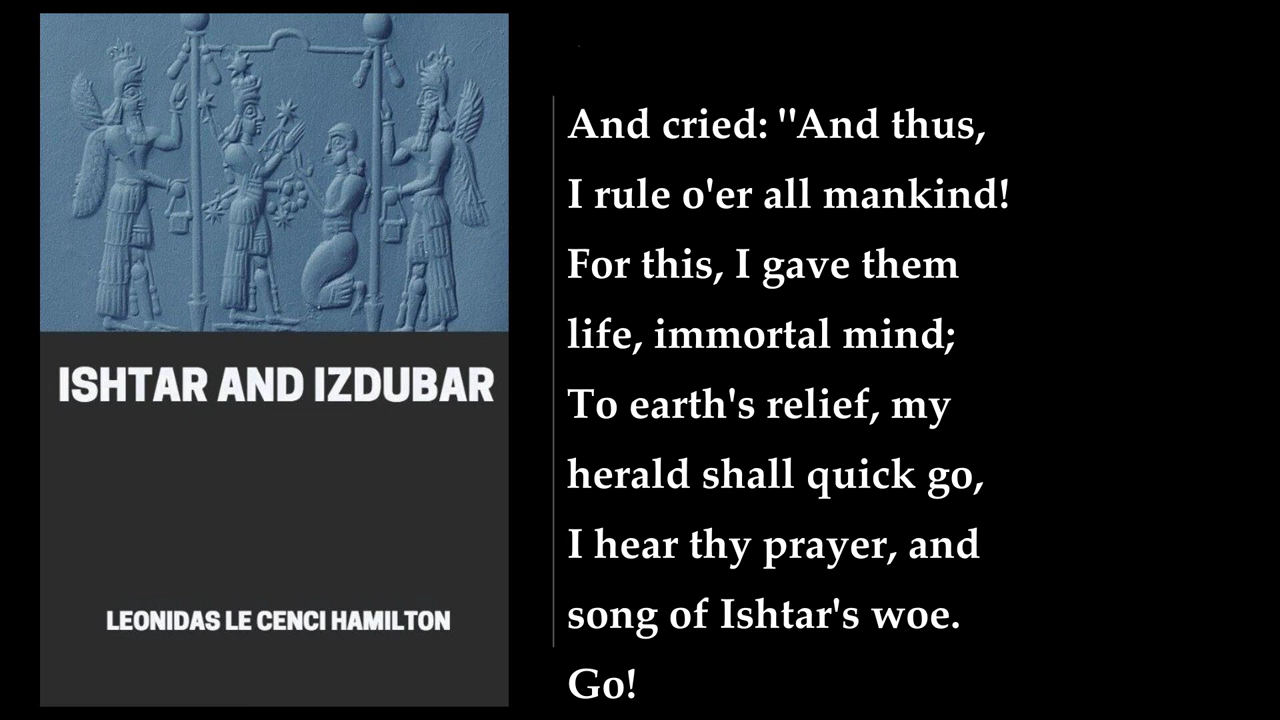 ISHTAR AND IZDUBAR
LEONIDAS LE CENCI HAMILTON
And cried: "And thus,
I rule o'er all mankind!
For this, I gave them
life, immortal mind;
To earth's relief, my
herald shall quick go,
I hear thy prayer, and
song of Ishtar's woe.
Go!